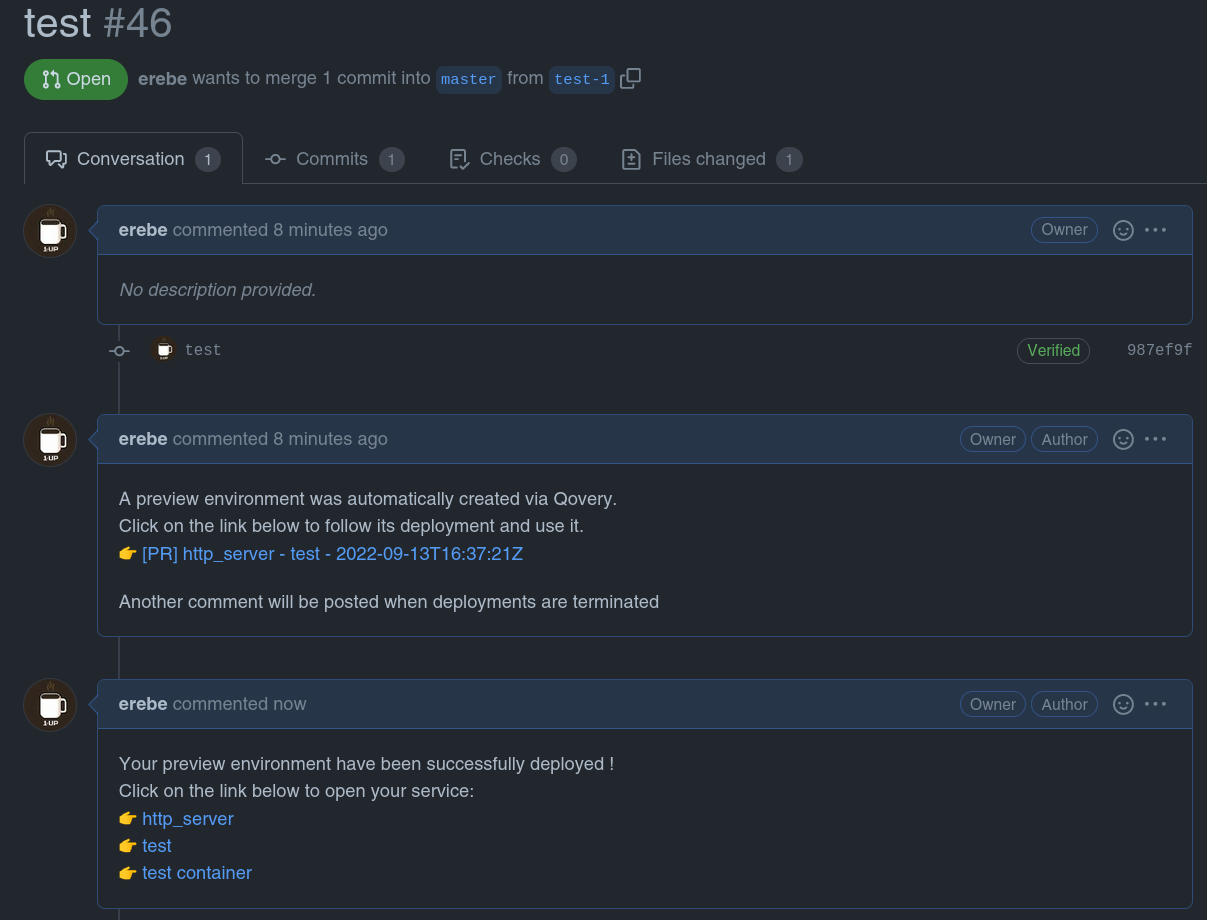 test #46
Open erebe wants to merge 1 commit into master from test-1
Conversation 1 Commits 1 Checks 0 Files changed 1
erebe commented 8 minutes ago Owner
1-UP
No description provided.
test Verified 987ef9f
erebe commented 8 minutes ago Owner Author
1-UP
A preview environment was automatically created via Qovery.
Click on the link below to follow its deployment and use it.
👉 [PR] http_server - test - 2022-09-13T16:37:21Z
Another comment will be posted when deployments are terminated
erebe commented now Owner Author
1-UP
Your preview environment have been successfully deployed !
Click on the link below to open your service:
👉 http_server
👉 test
👉 test container